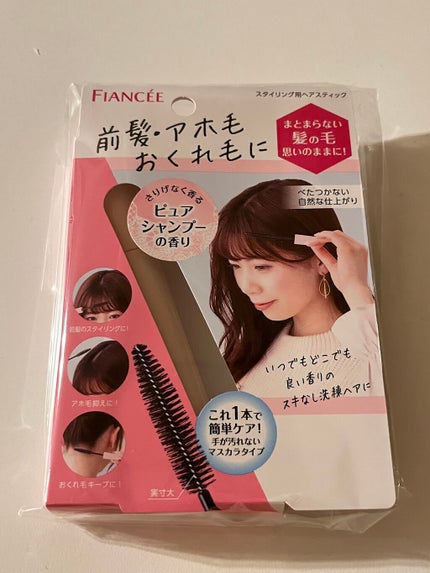 FIANCÉE
スタイリング用ヘアスティック
前髪・アホ毛
おくれ毛に
まとまらない
髪の毛
思いのままに!
さりげなく香る
ピュア
シャンプー
の香り
べたつかない
自然な仕上がり
前髪のスタイリングに!
アホ毛抑えに!
おくれ毛キープに!
いつでもどこでも
良い香りの
スキなし洗練ヘアに
これ1本で
簡単ケア!
手が汚れない
マスカラタイプ
実寸大